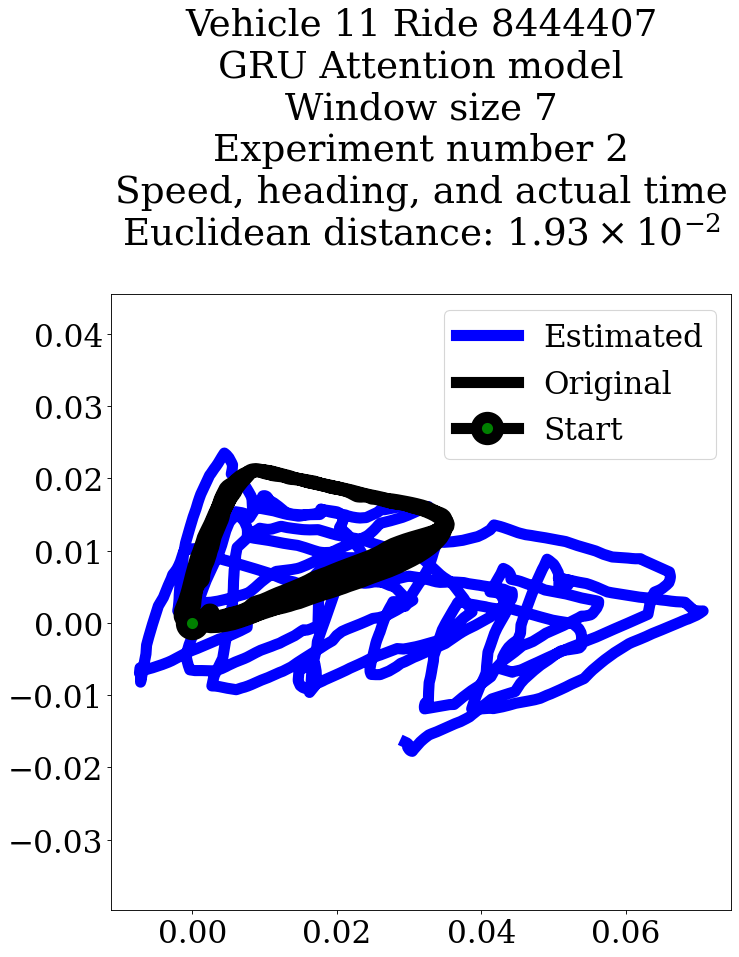 Vehicle 11 Ride 8444407
GRU Attention model
Window size 7
Experiment number 2
Speed, heading, and actual time
Euclidean distance: 1.93 × 10⁻²
Estimated
Original
Start
0.04
0.03
0.02
0.01
0.00
−0.01
−0.02
−0.03
0.00 0.02 0.04 0.06